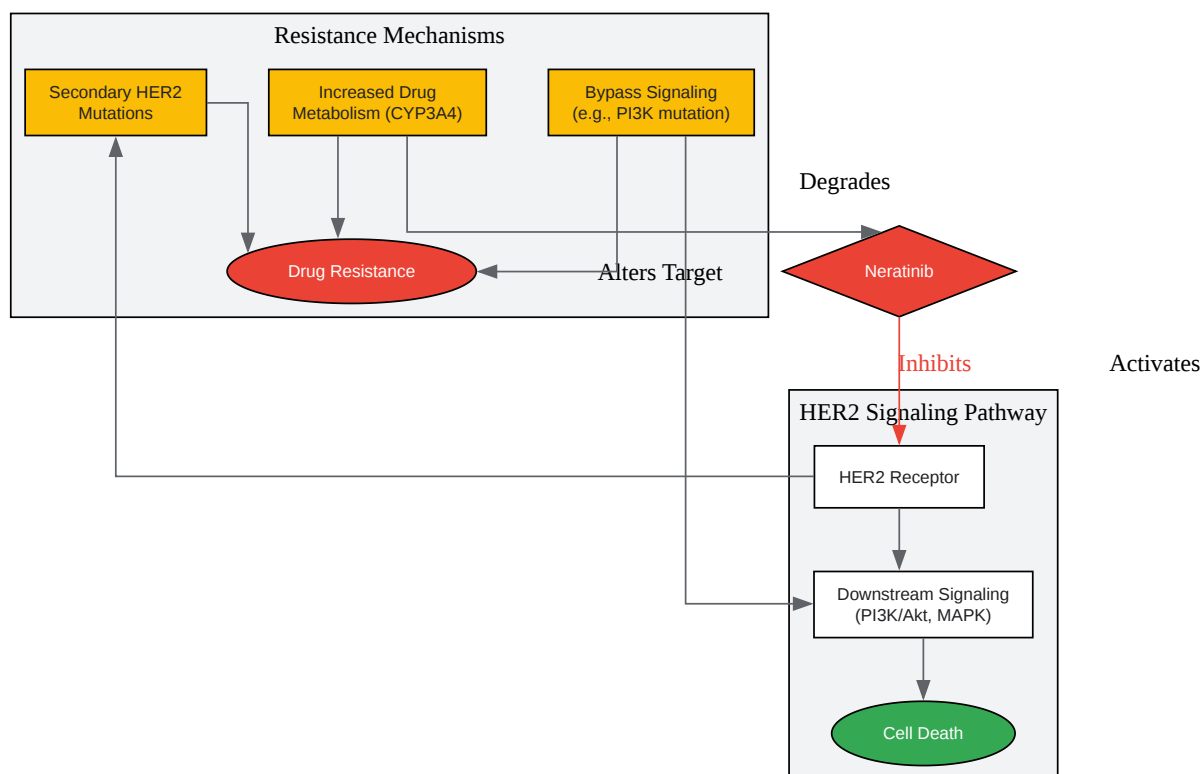 Resistance Mechanisms
Secondary HER2
Mutations
Increased Drug
Metabolism (CYP3A4)
Bypass Signaling
(e.g., PI3K mutation)
Degrades
Drug Resistance
Alters Target
Neratinib
Inhibits
Activates
HER2 Signaling Pathway
HER2 Receptor
Downstream Signaling
(PI3K/Akt, MAPK)
Cell Death